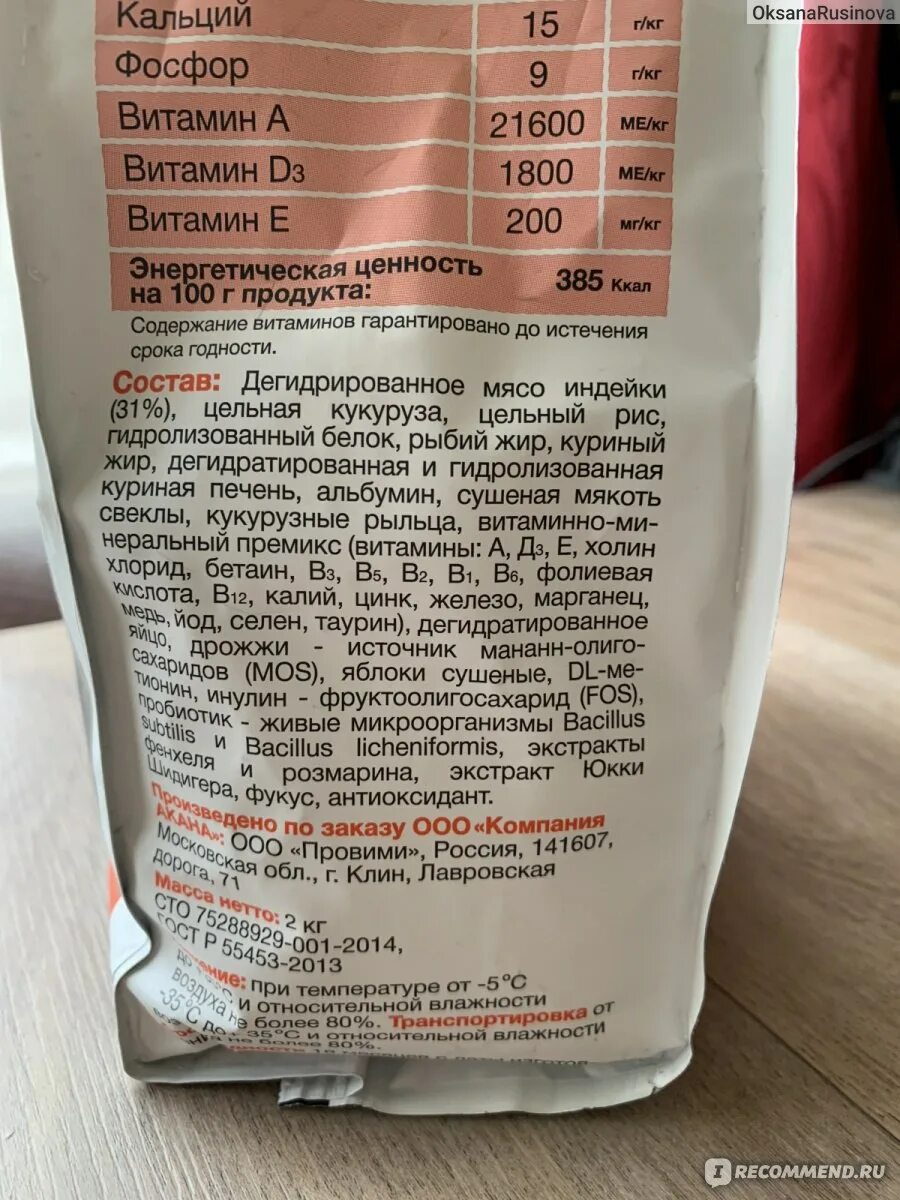 OksanaRusinova
Кальций 15 г/кг
Фосфор 9 г/кг
Витамин А 21600 МЕ/кг
Витамин D3 1800 МЕ/кг
Витамин Е 200 мг/кг
Энергетическая ценность
на 100 г продукта: 385 Ккал
Содержание витаминов гарантировано до истечения
срока годности.
Состав: Дегидрированное мясо индейки
(31%), цельная кукуруза, цельный рис,
гидролизованный белок, рыбий жир, куриный
жир, дегидратированная и гидролизованная
куриная печень, альбумин, сушеная мякоть
свеклы, кукурузные рыльца, витаминно-ми-
неральный премикс (витамины: А, Д3, Е, холин
хлорид, бетаин, В3, В5, В2, В1, В6, фолиевая
кислота, В12, калий, цинк, железо, марганец,
медь, йод, селен, таурин), дегидратированное
яйцо, дрожжи - источник мананн-олиго-
сахаридов (MOS), яблоки сушеные, DL-ме-
тионин, инулин - фруктоолигосахарид (FOS),
пробиотик - живые микроорганизмы Bacillus
subtilis и Bacillus licheniformis, экстракты
фенхеля и розмарина, экстракт Юкки
Шидигера, фукус, антиоксидант.
Произведено по заказу ООО «Компания
АКАНА»: ООО «Провими», Россия, 141607,
Московская обл., г. Клин, Лавровская
дорога, 71
Масса нетто: 2 кг
СТО 75288929-001-2014,
ГОСТ Р 55453-2013
при температуре от -5°С
и относительной влажности
воздуха не более 80%. Транспортировка от
-35°С до +35°С и относительной влажности
не более 80%.
RECOMMEND.RU